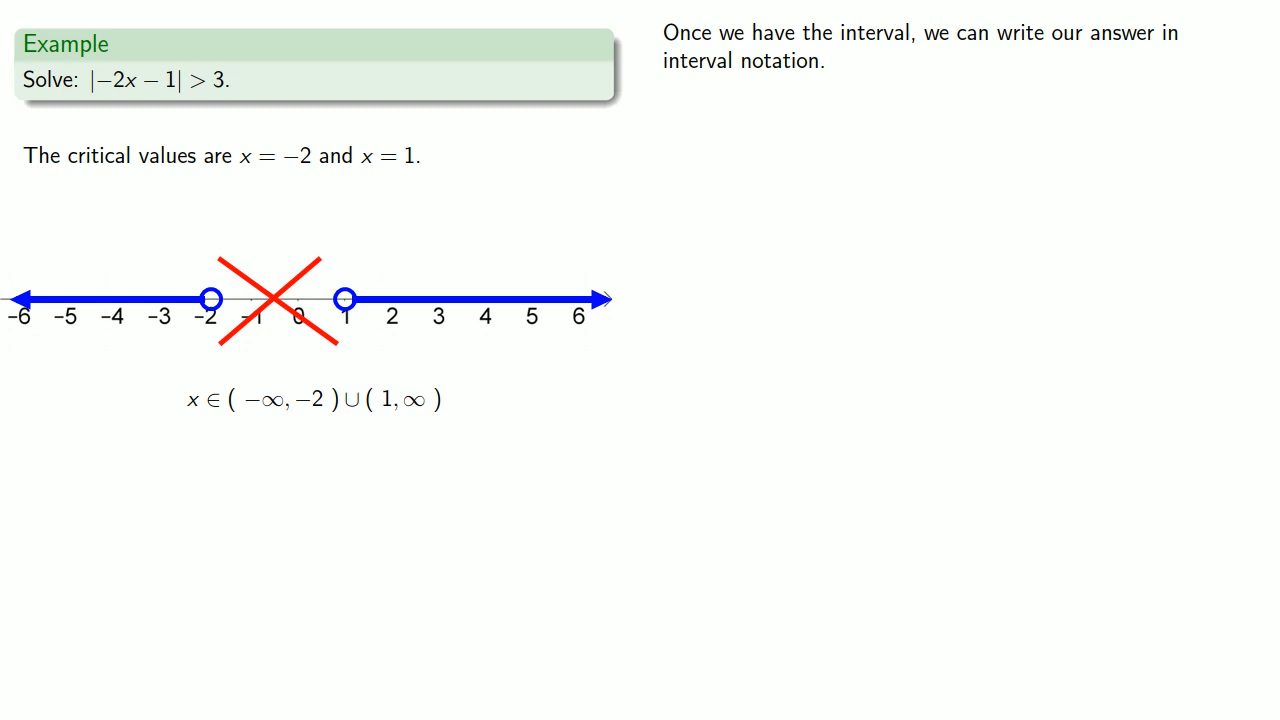 Example
Solve: |−2x − 1| > 3.
The critical values are x = −2 and x = 1.
-6 -5 -4 -3 -2 -1 0 1 2 3 4 5 6
x ∈ ( −∞, −2 ) ∪ ( 1, ∞ )
Once we have the interval, we can write our answer in
interval notation.